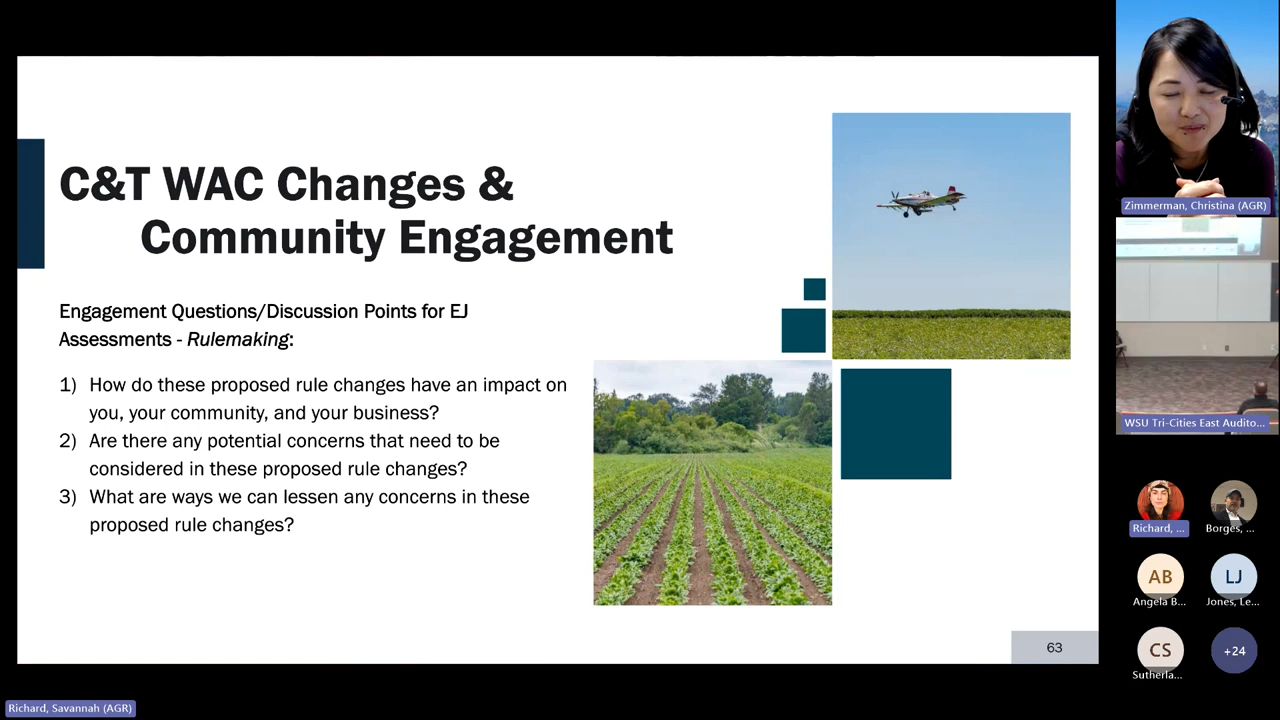 C&T WAC Changes &
Community Engagement
Engagement Questions/Discussion Points for EJ
Assessments - Rulemaking:
1) How do these proposed rule changes have an impact on
you, your community, and your business?
2) Are there any potential concerns that need to be
considered in these proposed rule changes?
3) What are ways we can lessen any concerns in these
proposed rule changes?
63
Zimmerman, Christina (AGR)
WSU Tri-Cities East Audito...
Richard, ...
Borges, ...
AB
LJ
Angela B...
Jones, Le...
CS
+24
Sutherla...
Richard, Savannah (AGR)